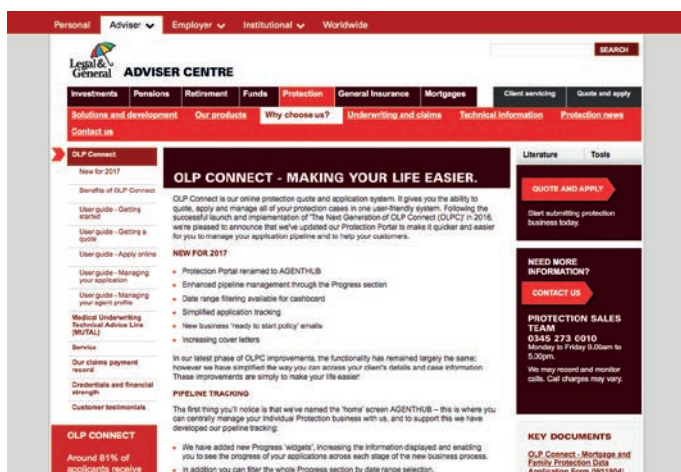 Personal Adviser Employer Institutional Worldwide
SEARCH
Legal &
General
ADVISER CENTRE
Investments Pensions Retirement Funds Protection General Insurance Mortgages Client servicing Quote and apply
Solutions and development Our products Why choose us? Underwriting and claims Technical information Protection news
Contact us
OLP Connect
New for 2017
Benefits of OLP Connect
User guide - Getting
started
User guide - Getting a
quote
User guide - Apply online
User guide - Managing
your application
User guide - Managing
your agent profile
Medical Underwriting
Technical Advice Line
(MUTAL)
Service
Our claims payment
record
Credentials and financial
strength
Customer testimonials
OLP CONNECT
Around 81% of
applicants receive
OLP CONNECT - MAKING YOUR LIFE EASIER.
OLP Connect is our online protection quote and application system. It gives you the ability to
quote, apply and manage all of your protection cases in one user-friendly system. Following the
successful launch and implementation of 'The Next Generation of OLP Connect (OLPC)' in 2016,
we're pleased to announce that we've updated our Protection Portal to make it quicker and easier
for you to manage your application pipeline and to help your customers.
NEW FOR 2017
Protection Portal renamed to AGENTHUB
Enhanced pipeline management through the Progress section
Date range filtering available for cashboard
Simplified application tracking
New business 'ready to start policy' emails
Increasing cover letters
In our latest phase of OLPC improvements, the functionality has remained largely the same;
however we have simplified the way you can access your client's details and case information.
These improvements are simply to make your life easier!
PIPELINE TRACKING
The first thing you'll notice is that we've named the 'home' screen AGENTHUB – this is where you
can centrally manage your Individual Protection business with us, and to support this we have
developed our pipeline tracking:
We have added new Progress 'widgets', increasing the information displayed and enabling
you to see the progress of your applications across each stage of the new business process.
In addition you can filter the whole Progress section by date range selection.
Literature Tools
QUOTE AND APPLY
Start submitting protection
business today.
NEED MORE
INFORMATION?
CONTACT US
PROTECTION SALES
TEAM
0345 273 0010
Monday to Friday 9.00am to
5.00pm.
We may record and monitor
calls. Call charges may vary.
KEY DOCUMENTS
OLP Connect - Mortgage and
Family Protection Data
Application Form